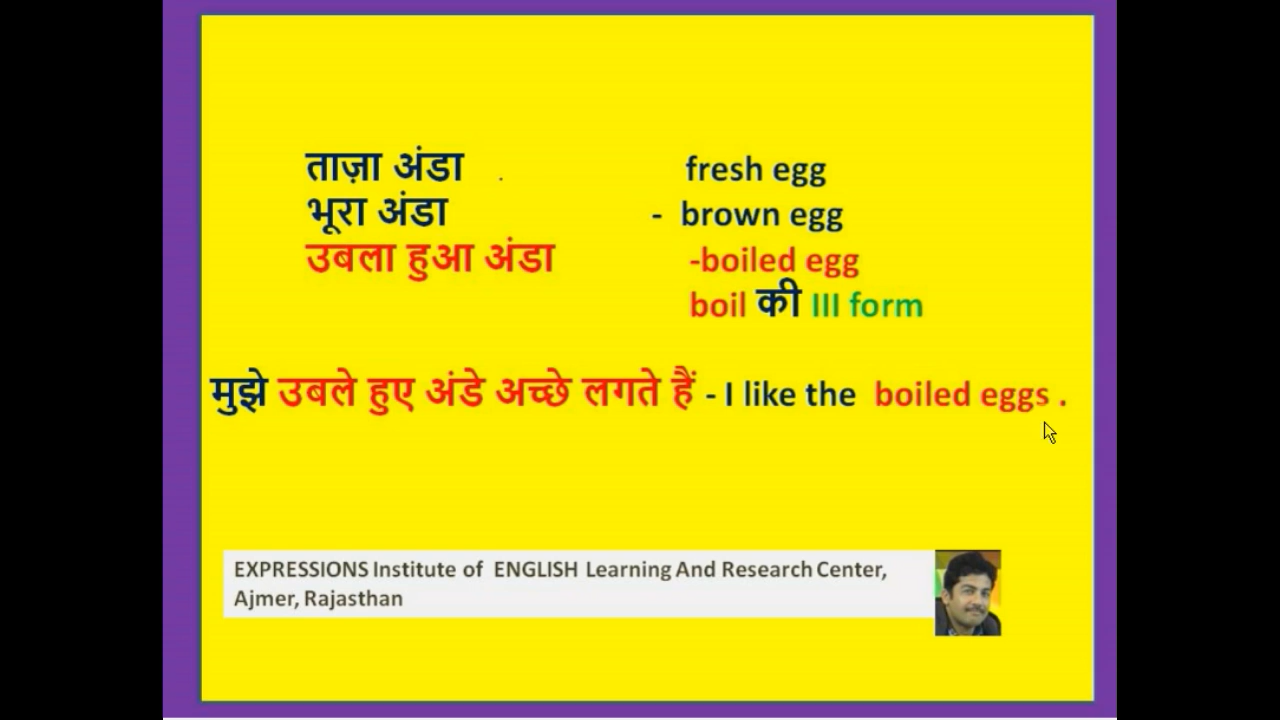 ताज़ा अंडा . fresh egg
भूरा अंडा - brown egg
उबला हुआ अंडा -boiled egg
boil की III form
मुझे उबले हुए अंडे अच्छे लगते हैं - I like the boiled eggs .
EXPRESSIONS Institute of ENGLISH Learning And Research Center,
Ajmer, Rajasthan